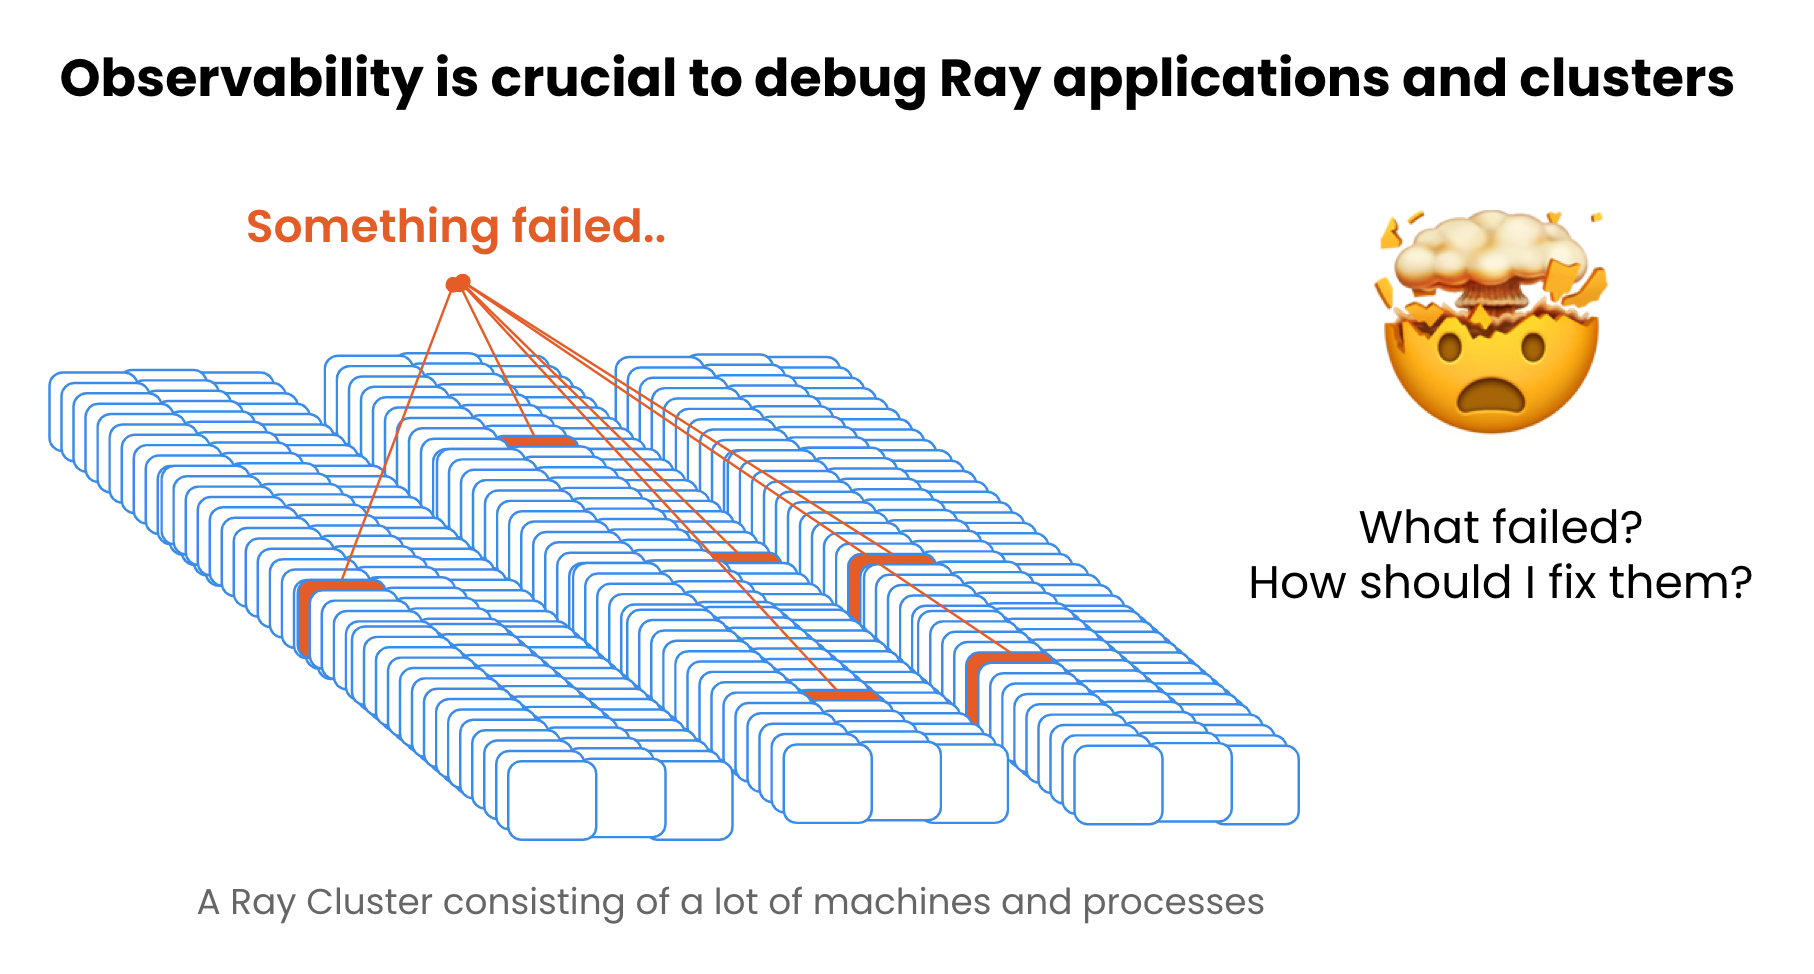 Observability is crucial to debug Ray applications and clusters
Something failed..
What failed?
How should I fix them?
A Ray Cluster consisting of a lot of machines and processes